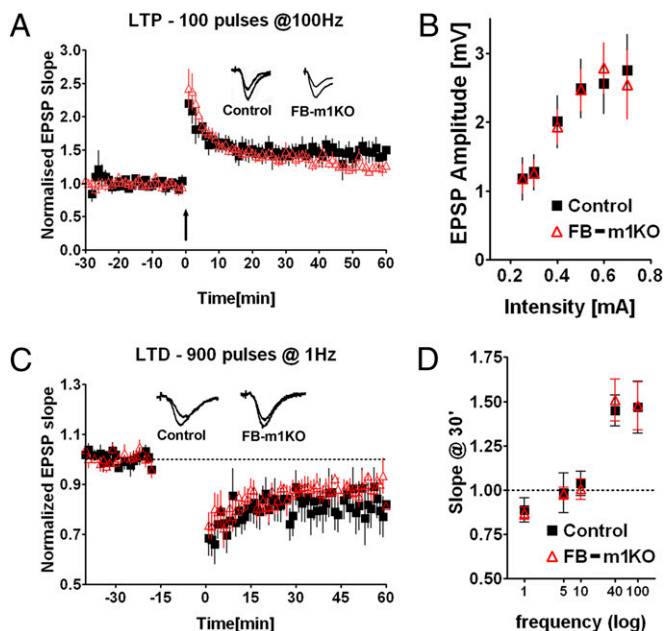 A
LTP - 100 pulses @100Hz
Normalised EPSP Slope
3.0
2.5
2.0
1.5
1.0
0.5
0.0
Control
FB-m1KO
-30 -20 -10 0 10 20 30 40 50 60
Time[min]
B
EPSP Amplitude [mV]
3
2
1
0
Control
FB-m1KO
0.2 0.4 0.6 0.8
Intensity [mA]
C
LTD - 900 pulses @ 1Hz
Normalized EPSP slope
1.3
1.1
0.9
0.7
0.5
Control
FB-m1KO
-30 -15 0 15 30 45 60
Time[min]
D
Slope @ 30'
1.75
1.50
1.25
1.00
0.75
0.50
Control
FB-m1KO
1 5 10 40 100
frequency (log)